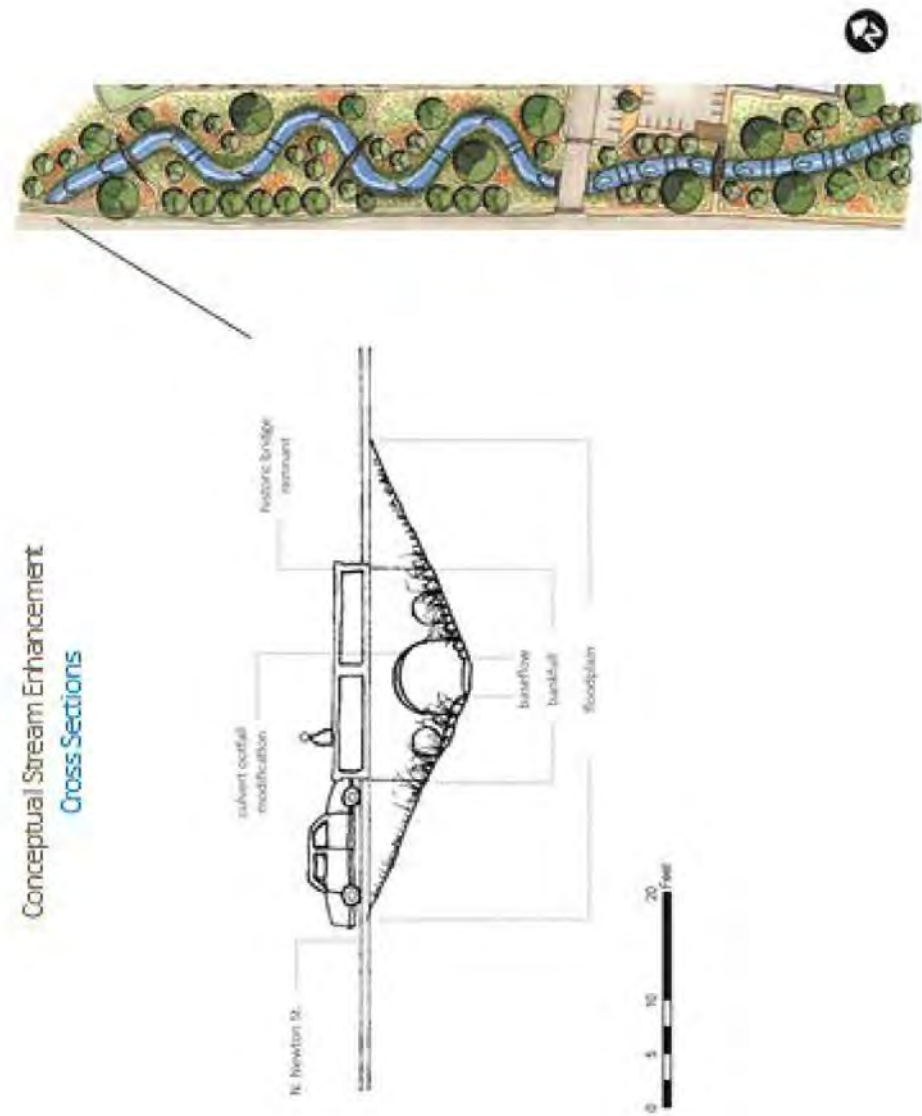 Conceptual Stream Enhancement
Cross Sections
N
historic bridge
remnant
culvert outfall
modification
N. Newton St.
baseflow
bankfull
floodplain
0 5 10 20
Feet